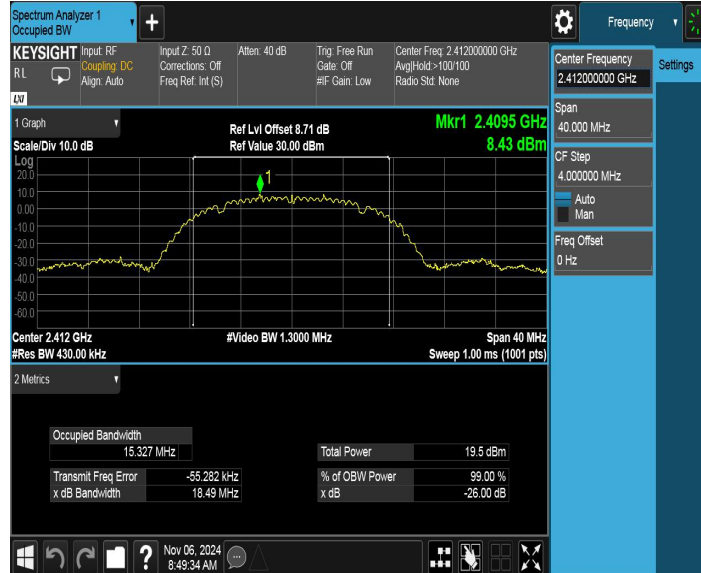 Spectrum Analyzer 1
Occupied BW
+
Frequency
KEYSIGHT
RL
LXI
Input: RF
Coupling: DC
Align: Auto
Input Z: 50 Ω
Corrections: Off
Freq Ref: Int (S)
Atten: 40 dB
Trig: Free Run
Gate: Off
#IF Gain: Low
Center Freq: 2.412000000 GHz
Avg|Hold:>100/100
Radio Std: None
Center Frequency
2.412000000 GHz
Settings
Span
40.000 MHz
CF Step
4.000000 MHz
Auto
Man
Freq Offset
0 Hz
1 Graph
Ref Lvl Offset 8.71 dB
Mkr1 2.4095 GHz
Scale/Div 10.0 dB
Ref Value 30.00 dBm
8.43 dBm
Log
20.0
10.0
0.00
-10.0
-20.0
-30.0
-40.0
-50.0
-60.0
1
Center 2.412 GHz
#Video BW 1.3000 MHz
Span 40 MHz
#Res BW 430.00 kHz
Sweep 1.00 ms (1001 pts)
2 Metrics
Occupied Bandwidth
15.327 MHz
Total Power 19.5 dBm
Transmit Freq Error -55.282 kHz
% of OBW Power 99.00 %
x dB Bandwidth 18.49 MHz
x dB -26.00 dB
?
Nov 06, 2024
8:49:34 AM